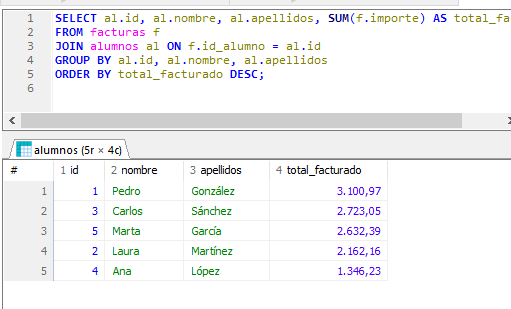 1 SELECT al.id, al.nombre, al.apellidos, SUM(f.importe) AS total_fa
2 FROM facturas f
3 JOIN alumnos al ON f.id_alumno = al.id
4 GROUP BY al.id, al.nombre, al.apellidos
5 ORDER BY total_facturado DESC;
6
alumnos (5r × 4c)
# 1 id 2 nombre 3 apellidos 4 total_facturado
1 1 Pedro González 3.100,97
2 3 Carlos Sánchez 2.723,05
3 5 Marta García 2.632,39
4 2 Laura Martínez 2.162,16
5 4 Ana López 1.346,23